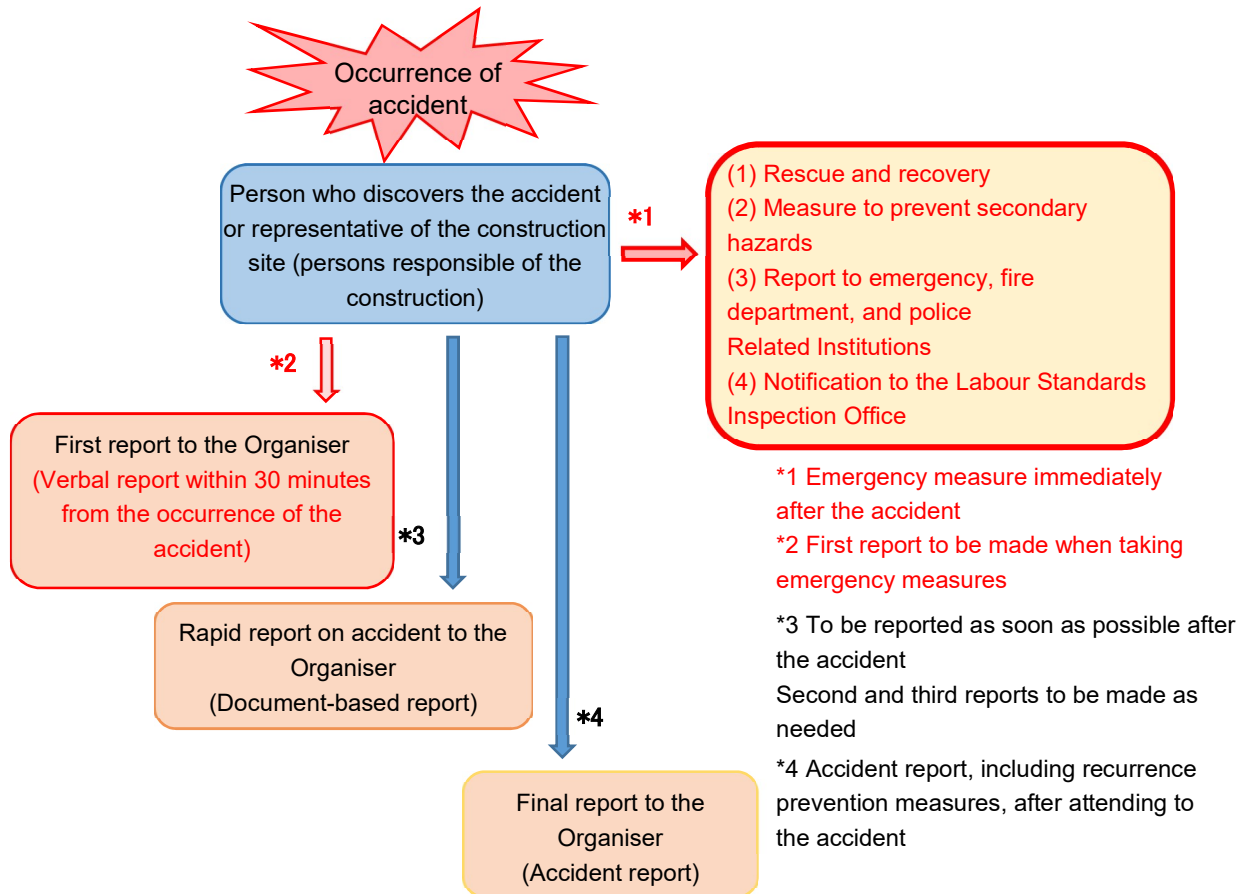 Occurrence of
accident
Person who discovers the accident
or representative of the construction
site (persons responsible of the
construction)
*1
(1) Rescue and recovery
(2) Measure to prevent secondary
hazards
(3) Report to emergency, fire
department, and police
Related Institutions
(4) Notification to the Labour Standards
Inspection Office
*2
First report to the Organiser
(Verbal report within 30 minutes
from the occurrence of the
accident)
*3
Rapid report on accident to the
Organiser
(Document-based report)
*4
Final report to the
Organiser
(Accident report)
*1 Emergency measure immediately
after the accident
*2 First report to be made when taking
emergency measures
*3 To be reported as soon as possible after
the accident
Second and third reports to be made as
needed
*4 Accident report, including recurrence
prevention measures, after attending to
the accident